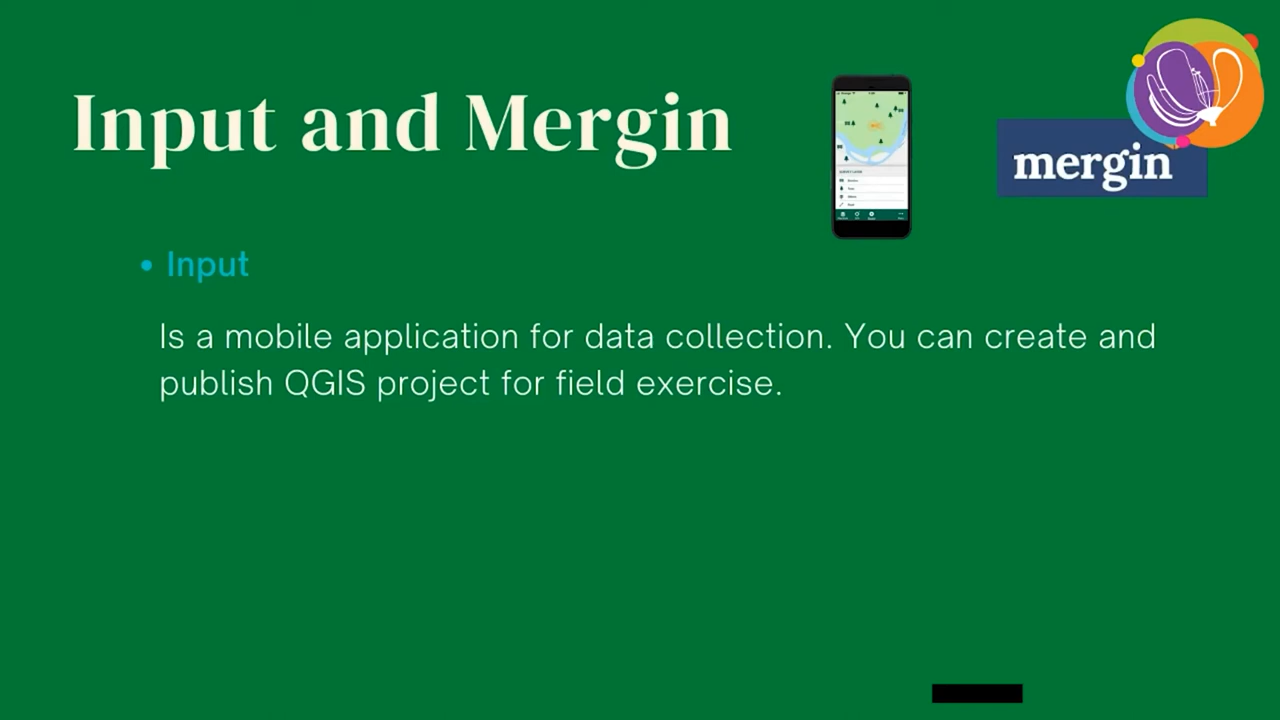 Input and Mergin
mergin
• Input
Is a mobile application for data collection. You can create and
publish QGIS project for field exercise.